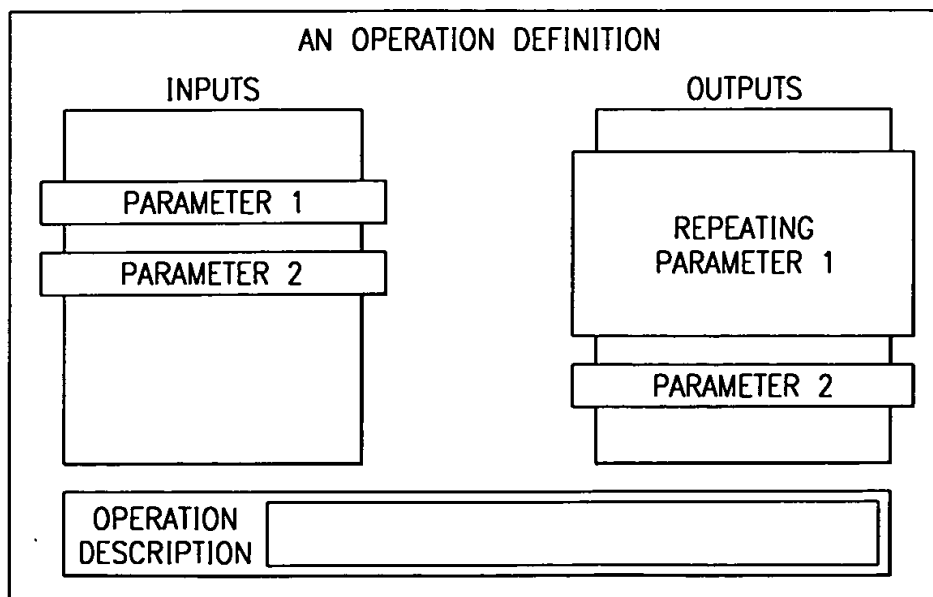 AN OPERATION DEFINITION
INPUTS
PARAMETER 1
PARAMETER 2
OUTPUTS
REPEATING
PARAMETER 1
PARAMETER 2
OPERATION
DESCRIPTION